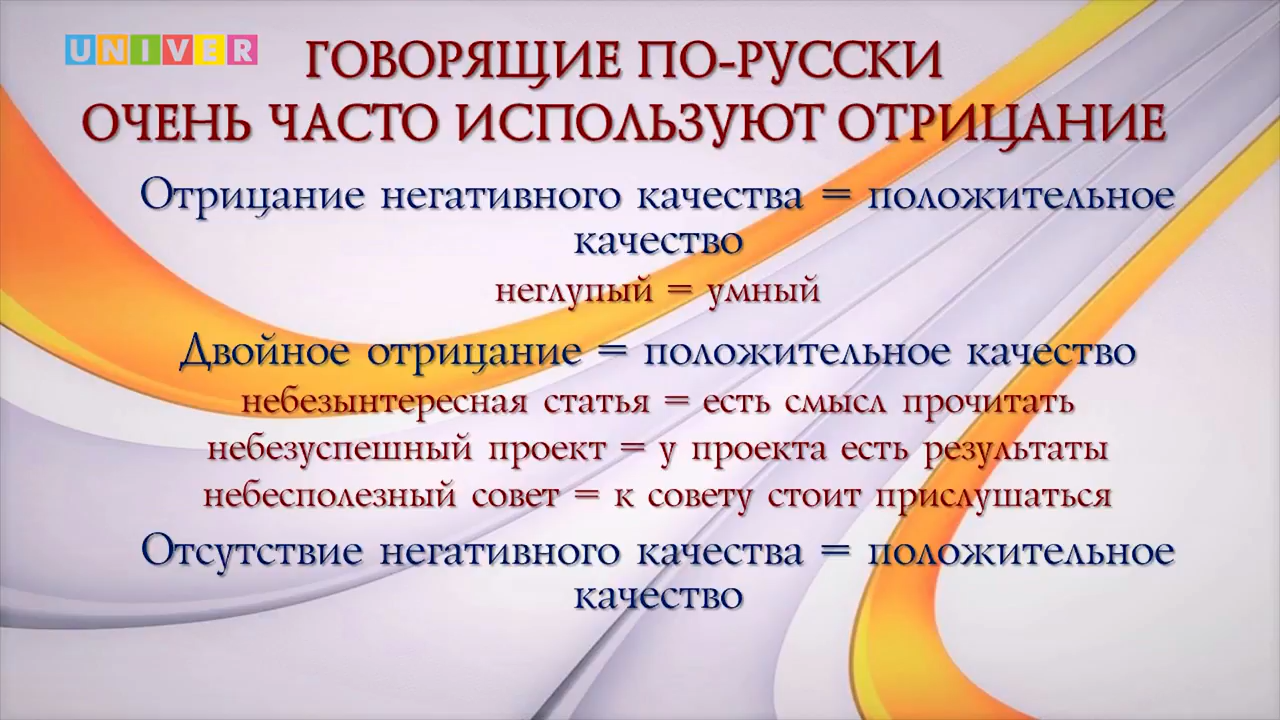 UNIVER
ГОВОРЯЩИЕ ПО-РУССКИ
ОЧЕНЬ ЧАСТО ИСПОЛЬЗУЮТ ОТРИЦАНИЕ
Отрицание негативного качества = положительное
качество
неглупый = умный
Двойное отрицание = положительное качество
небезынтересная статья = есть смысл прочитать
небезуспешный проект = у проекта есть результаты
небесполезный совет = к совету стоит прислушаться
Отсутствие негативного качества = положительное
качество